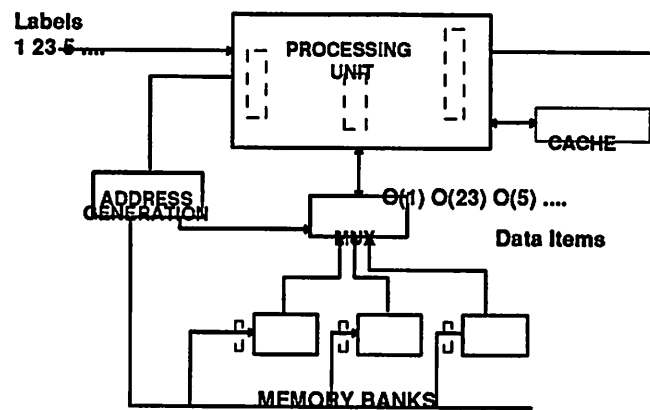 Labels
1 23 5 ....
PROCESSING
UNIT
CACHE
ADDRESS
GENERATION
O(1) O(23) O(5) ....
MUX
Data Items
MEMORY BANKS